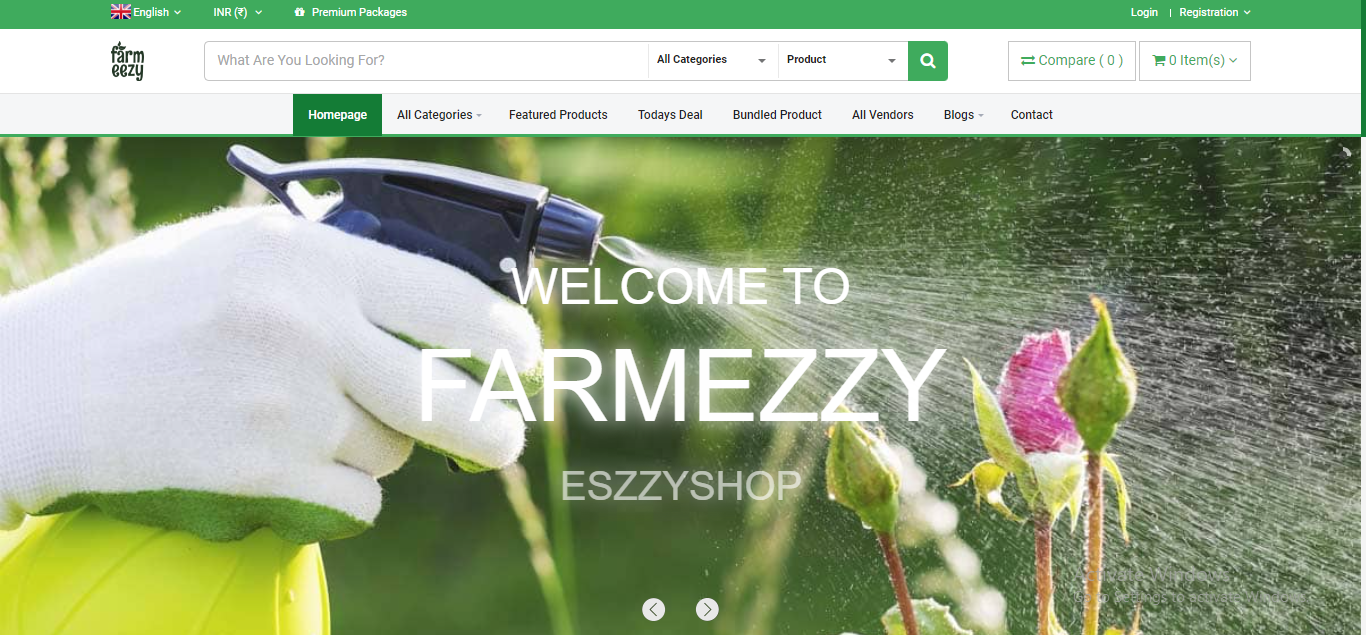 English INR (₹) Premium Packages Login | Registration
farm
eezy
What Are You Looking For? All Categories Product Compare ( 0 ) 0 Item(s)
Homepage All Categories Featured Products Todays Deal Bundled Product All Vendors Blogs Contact
WELCOME TO
FARMEZZY
ESZZYSHOP
Activate Windows
Go to Settings to activate Windows.